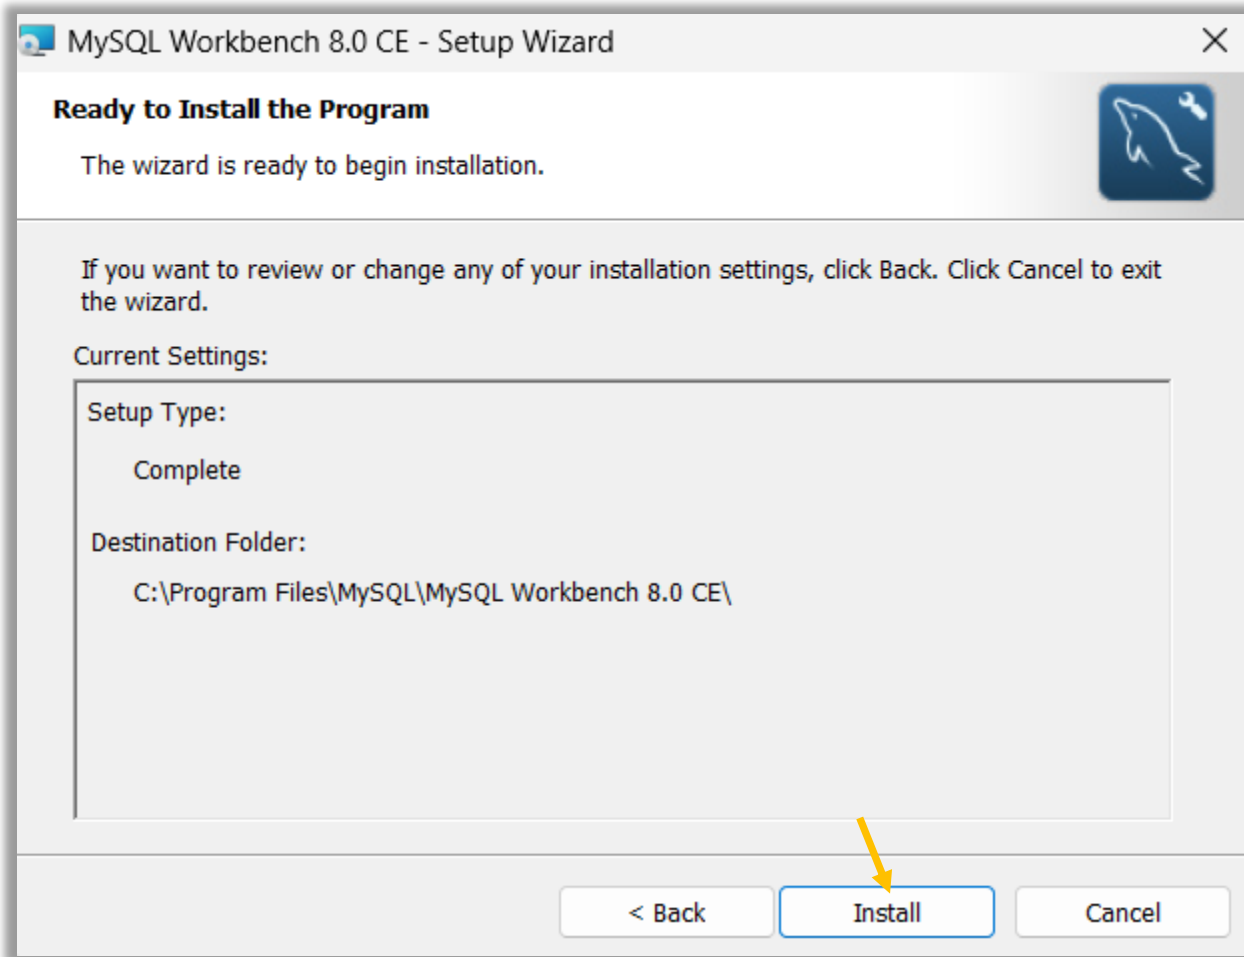 MySQL Workbench 8.0 CE - Setup Wizard
Ready to Install the Program
The wizard is ready to begin installation.
If you want to review or change any of your installation settings, click Back. Click Cancel to exit
the wizard.
Current Settings:
Setup Type:
Complete
Destination Folder:
C:\Program Files\MySQL\MySQL Workbench 8.0 CE\
< Back
Install
Cancel